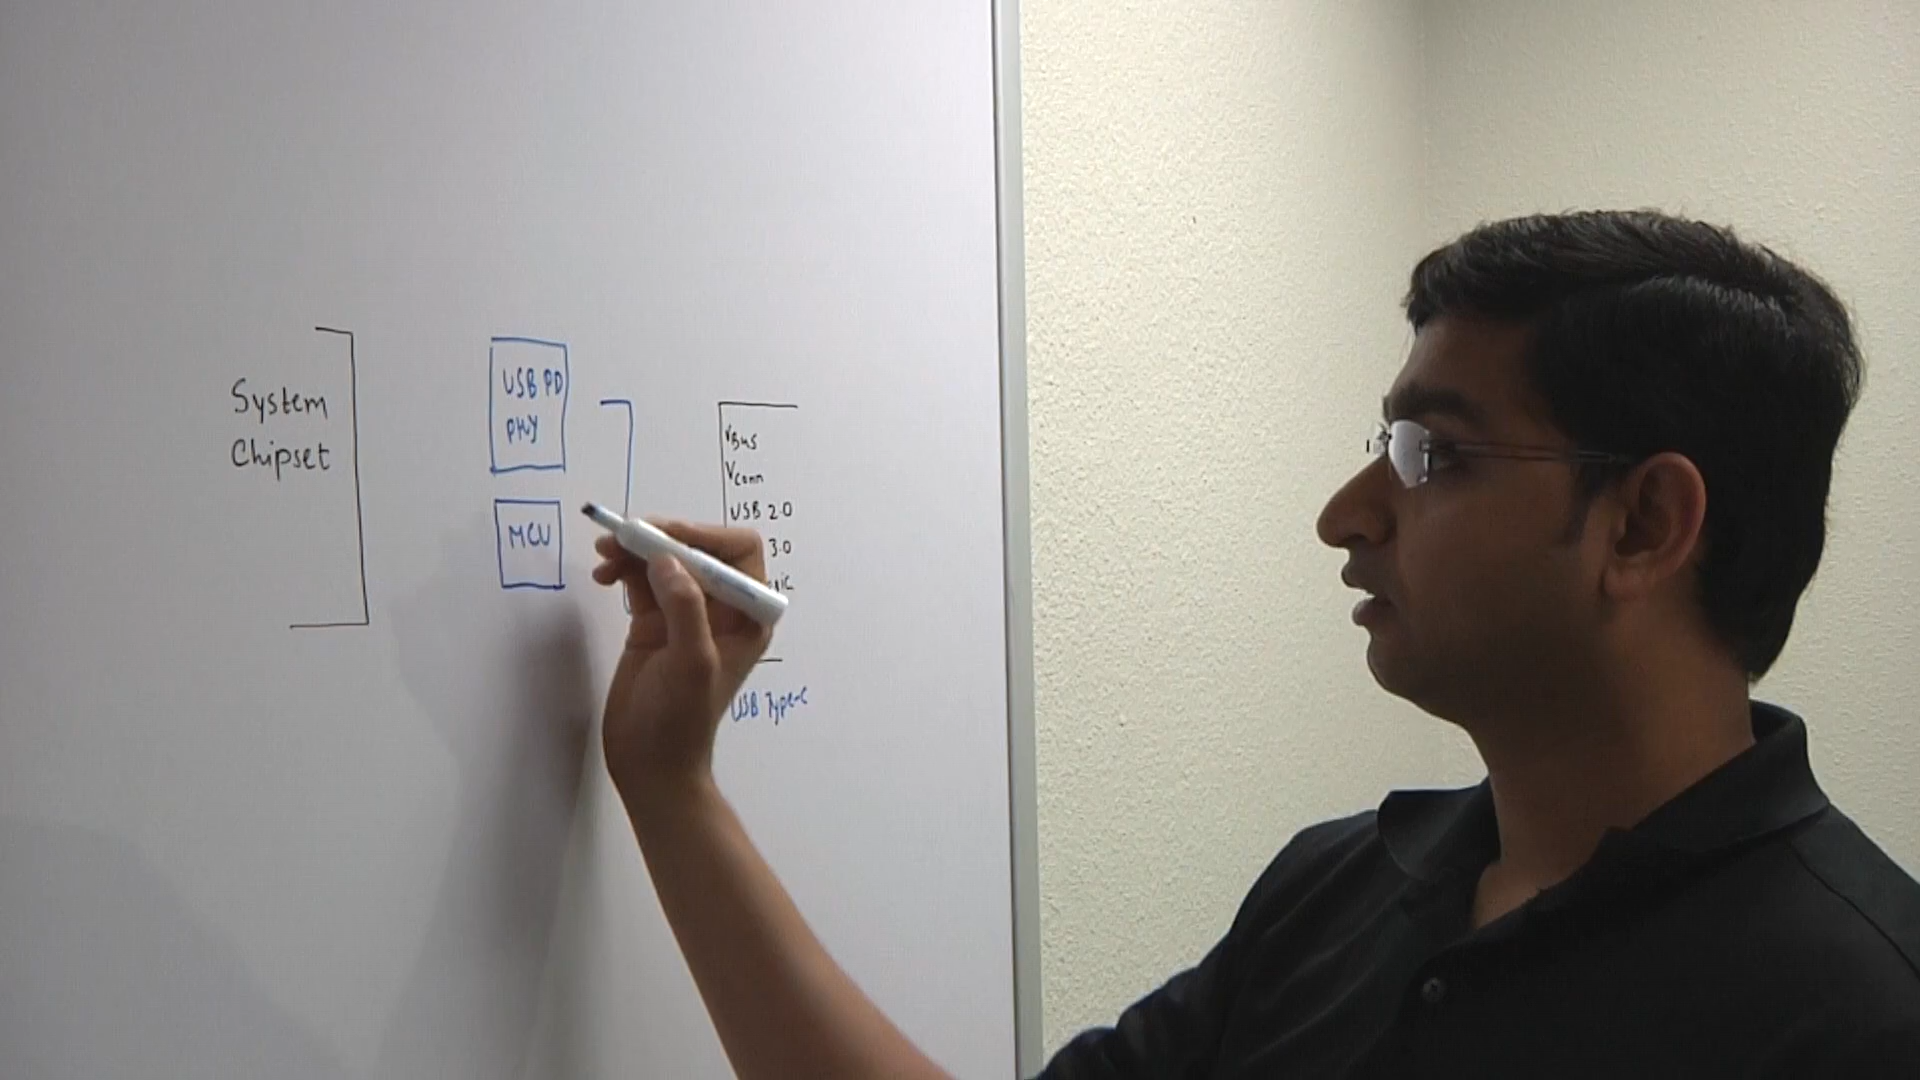 System
Chipset
USB PD
PHY
MCU
VBus
VConn
USB 2.0
3.0
USB Type-C